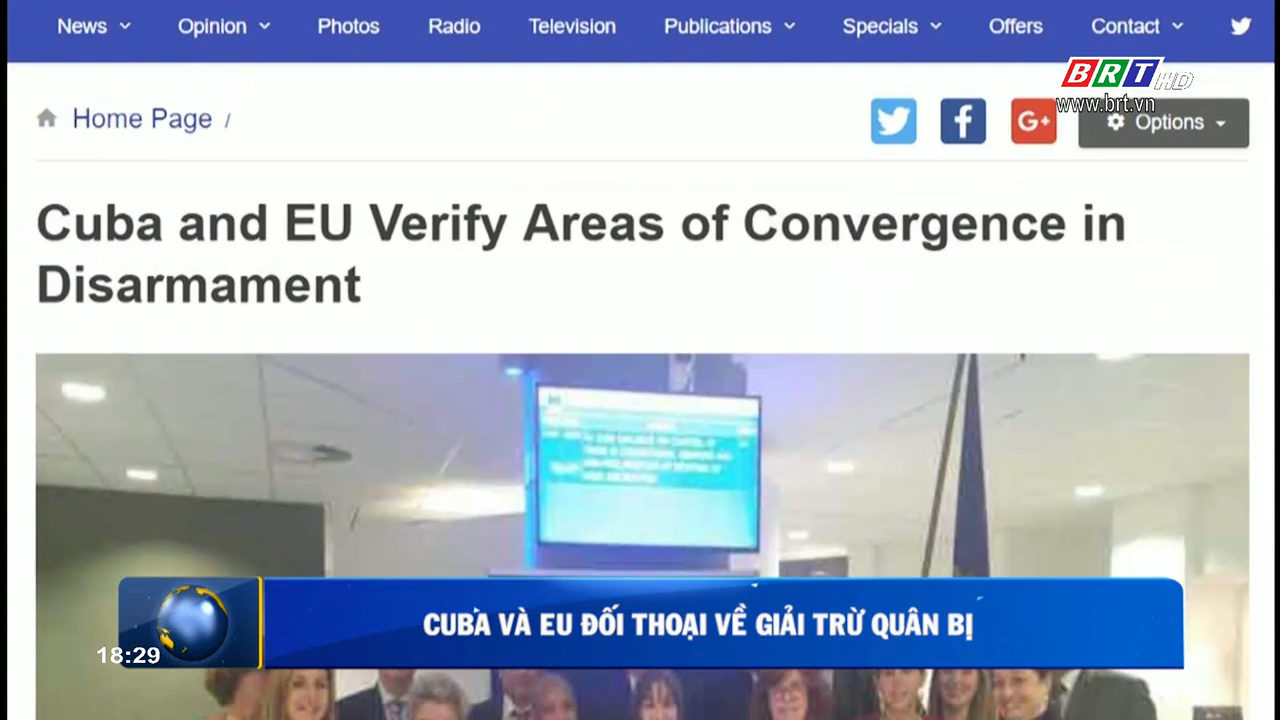 News Opinion Photos Radio Television Publications Specials Offers Contact
BRT HD
www.brt.vn
Home Page /
G+
Options
Cuba and EU Verify Areas of Convergence in
Disarmament
CUBA VÀ EU ĐỐI THOẠI VỀ GIẢI TRỪ QUÂN BỊ
18:29